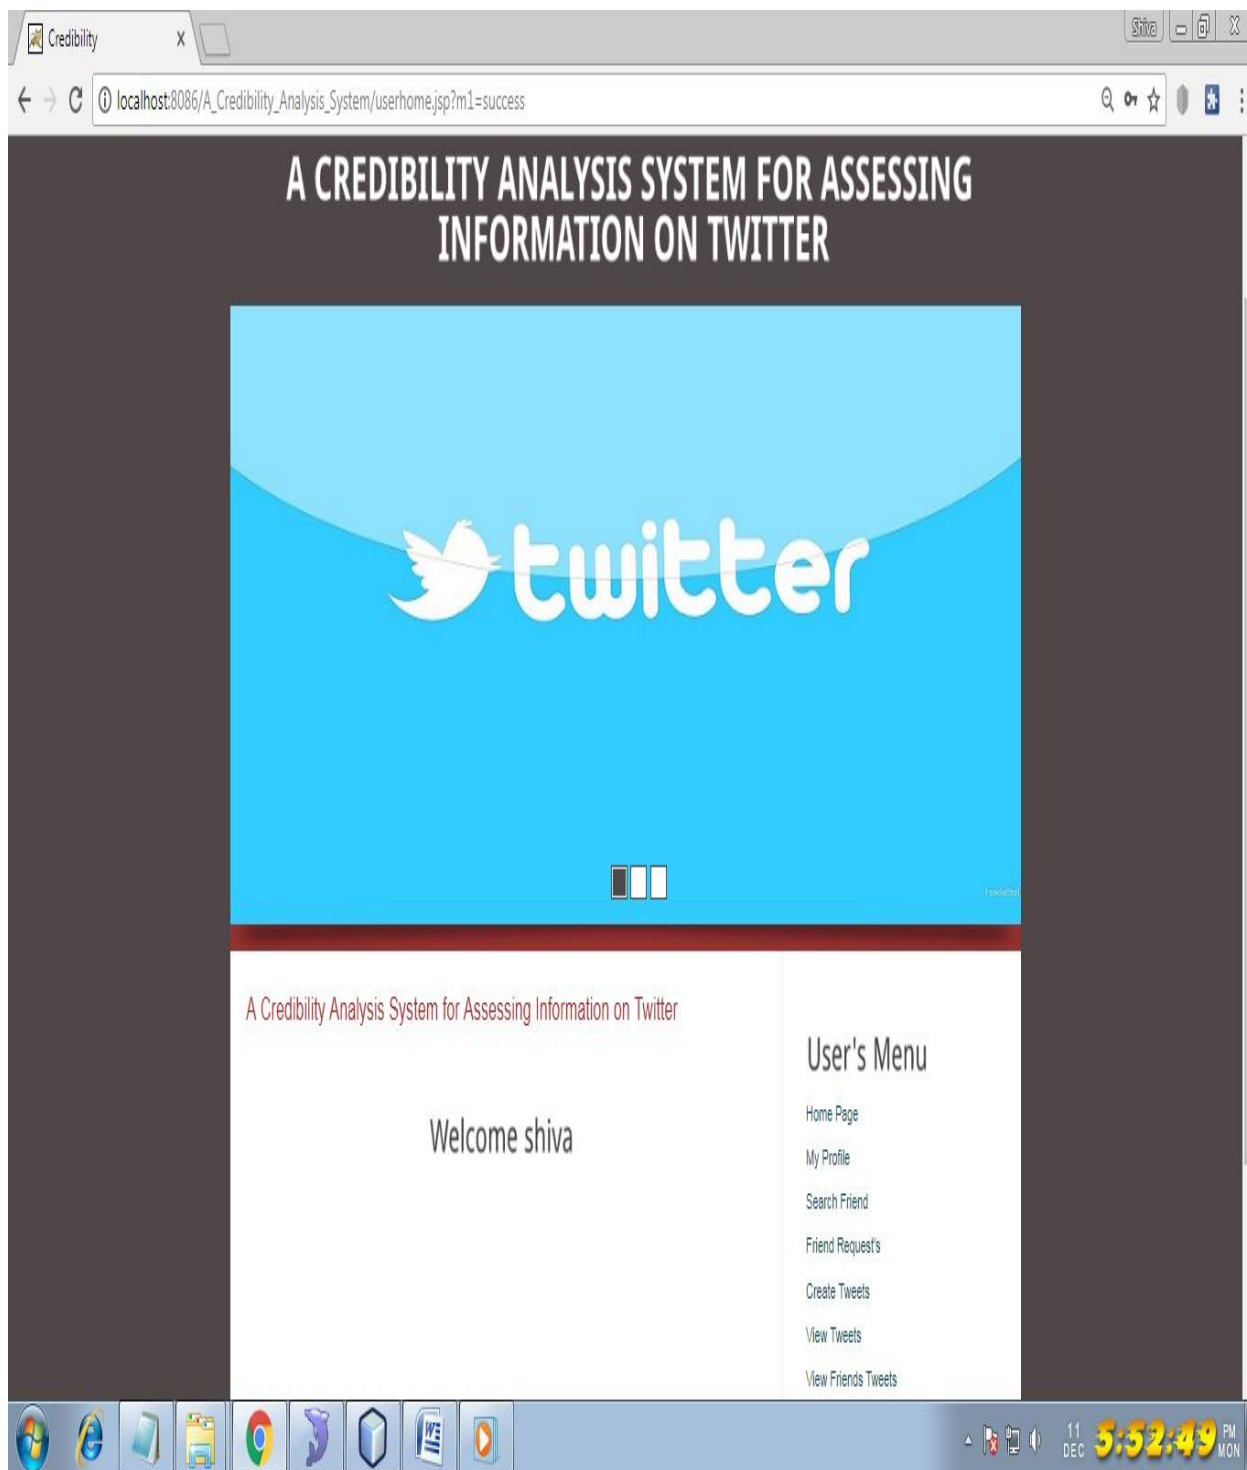 Credibility
Shiva
localhost:8086/A_Credibility_Analysis_System/userhome.jsp?m1=success
A CREDIBILITY ANALYSIS SYSTEM FOR ASSESSING
INFORMATION ON TWITTER
twitter
A Credibility Analysis System for Assessing Information on Twitter
Welcome shiva
User's Menu
Home Page
My Profile
Search Friend
Friend Request's
Create Tweets
View Tweets
View Friends Tweets
11 DEC 5:52:49 PM MON